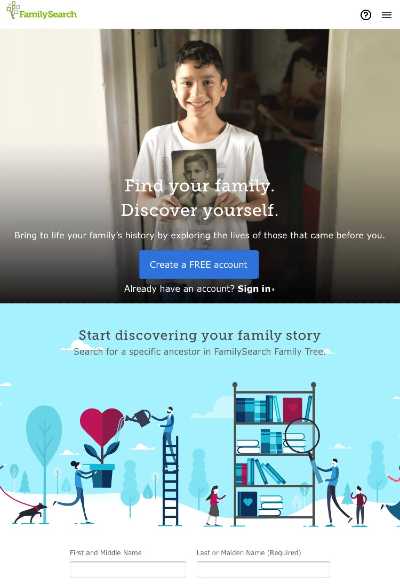 FamilySearch
Find your family.
Discover yourself.
Bring to life your family's history by exploring the lives of those that came before you.
Create a FREE account
Already have an account? Sign in›
Start discovering your family story
Search for a specific ancestor in FamilySearch Family Tree.
First and Middle Name
Last or Maiden Name (Required)